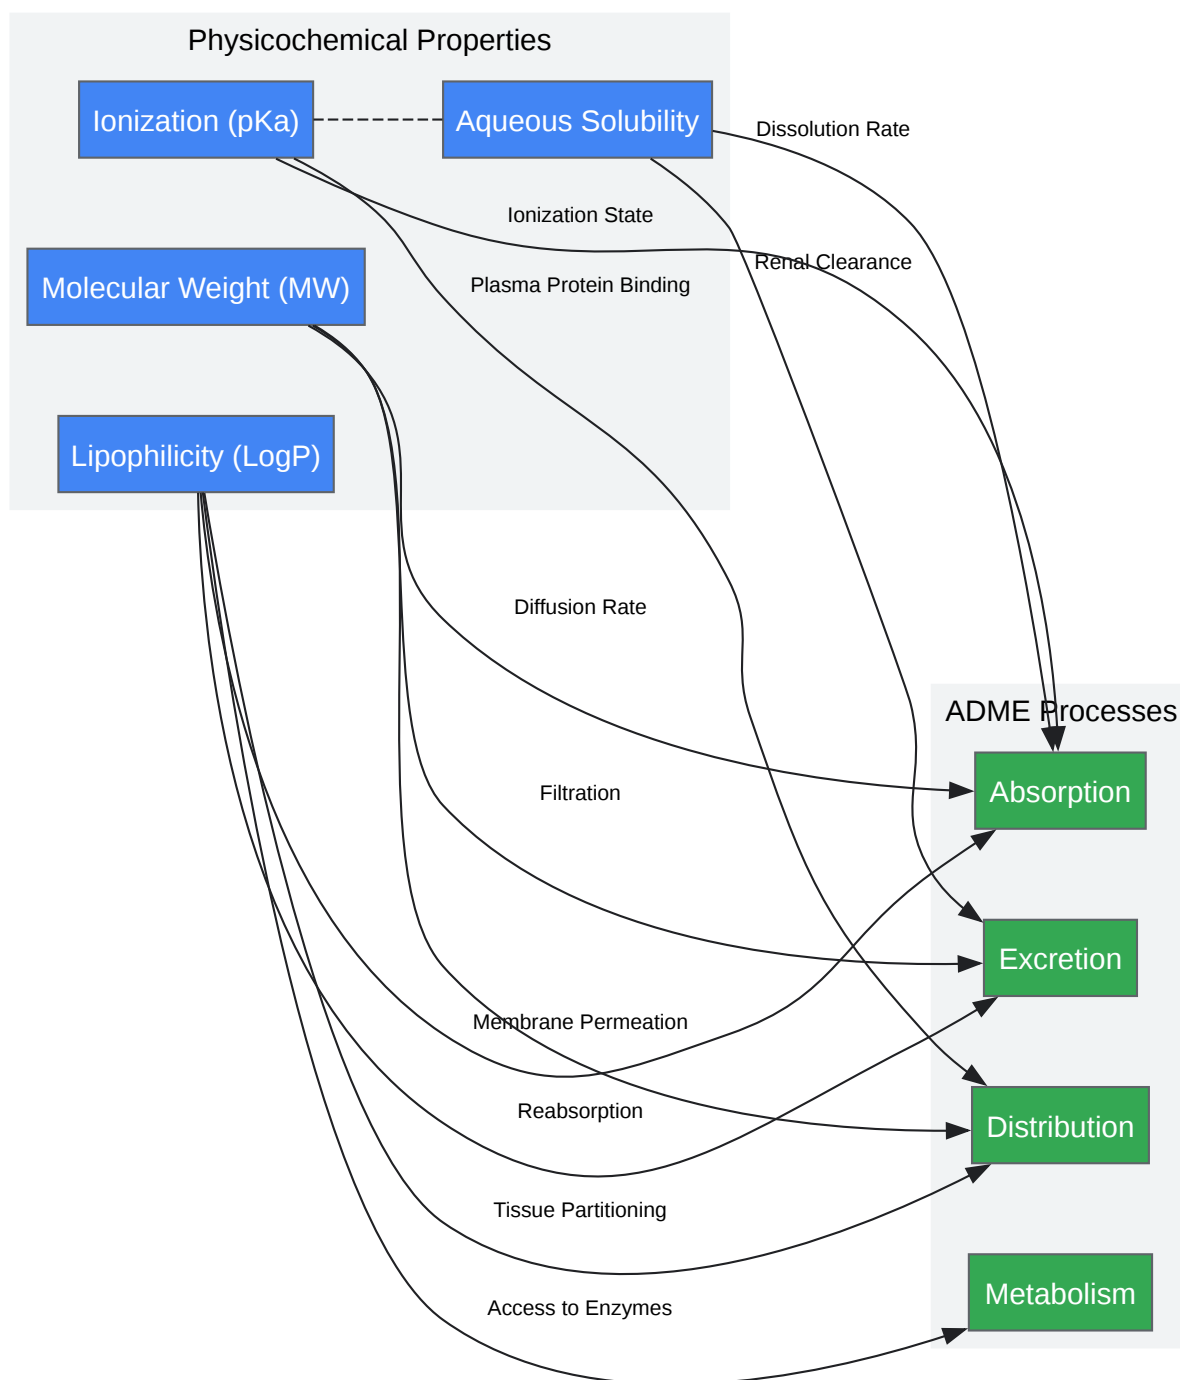 Physicochemical Properties
Ionization (pKa)
Aqueous Solubility
Dissolution Rate
Ionization State
Renal Clearance
Plasma Protein Binding
Molecular Weight (MW)
Lipophilicity (LogP)
Diffusion Rate
ADME Processes
Absorption
Filtration
Excretion
Membrane Permeation
Reabsorption
Distribution
Tissue Partitioning
Metabolism
Access to Enzymes